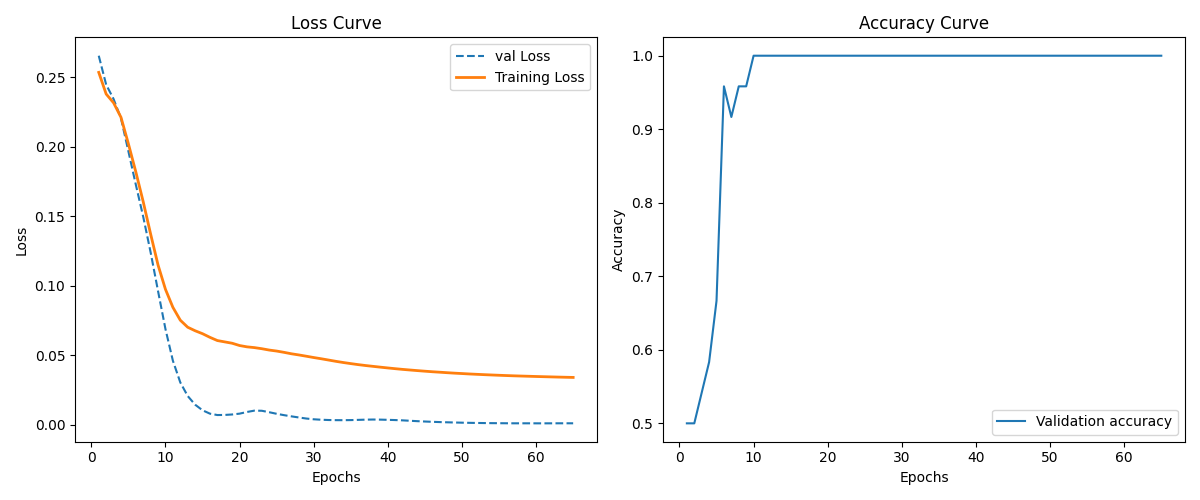 Loss Curve
val Loss
Training Loss
0.25
0.20
0.15
0.10
0.05
0.00
Loss
0 10 20 30 40 50 60
Epochs
Accuracy Curve
1.0
0.9
0.8
0.7
0.6
0.5
Accuracy
Validation accuracy
0 10 20 30 40 50 60
Epochs